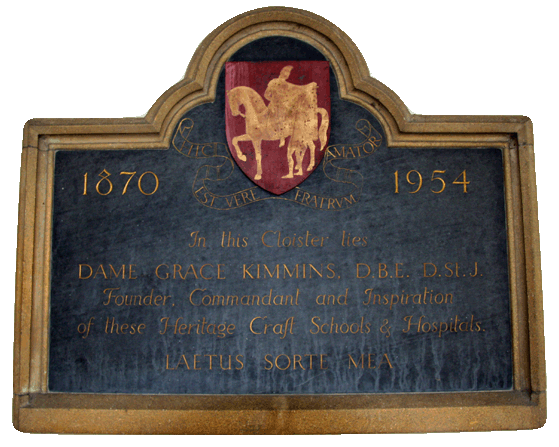 HIC EST VERE FRATRVM AMATOR
1870 1954
In this Cloister lies
DAME GRACE KIMMINS, D.B.E. D.St.J.
Founder, Commandant and Inspiration
of these Heritage Craft Schools & Hospitals.
LAETUS SORTE MEA